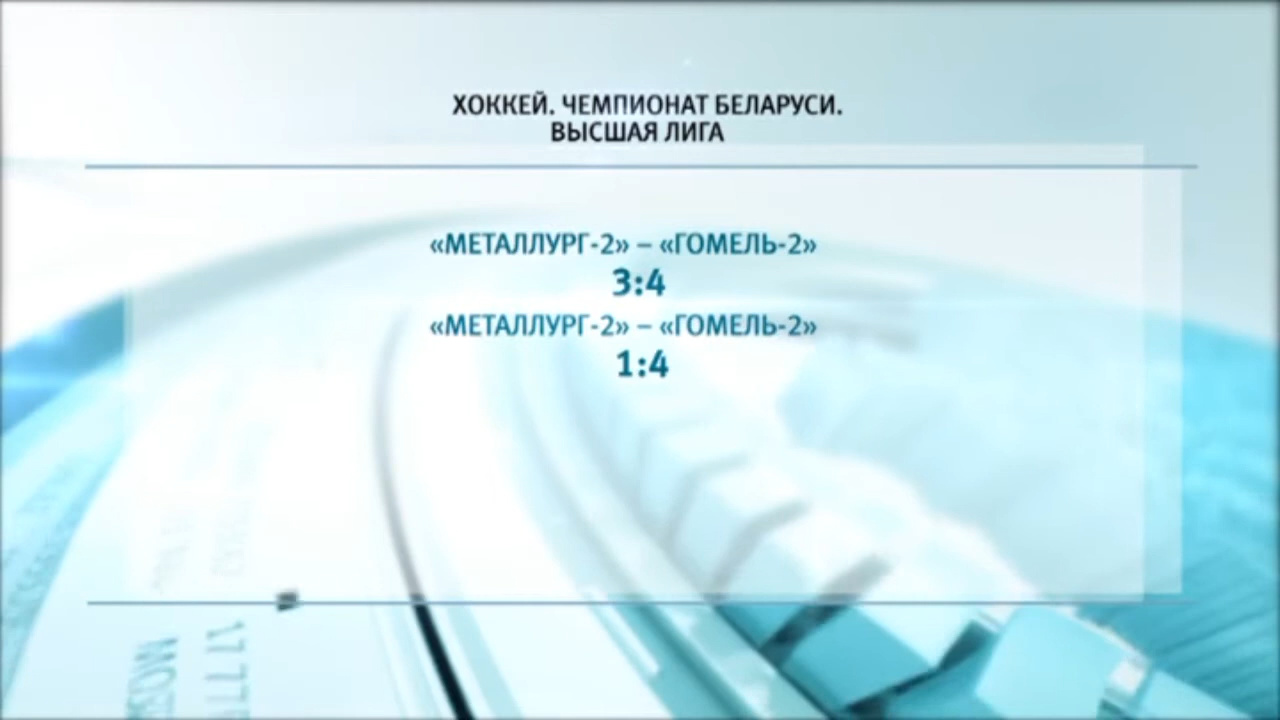 ХОККЕЙ. ЧЕМПИОНАТ БЕЛАРУСИ.
ВЫСШАЯ ЛИГА
«МЕТАЛЛУРГ-2» – «ГОМЕЛЬ-2»
3:4
«МЕТАЛЛУРГ-2» – «ГОМЕЛЬ-2»
1:4